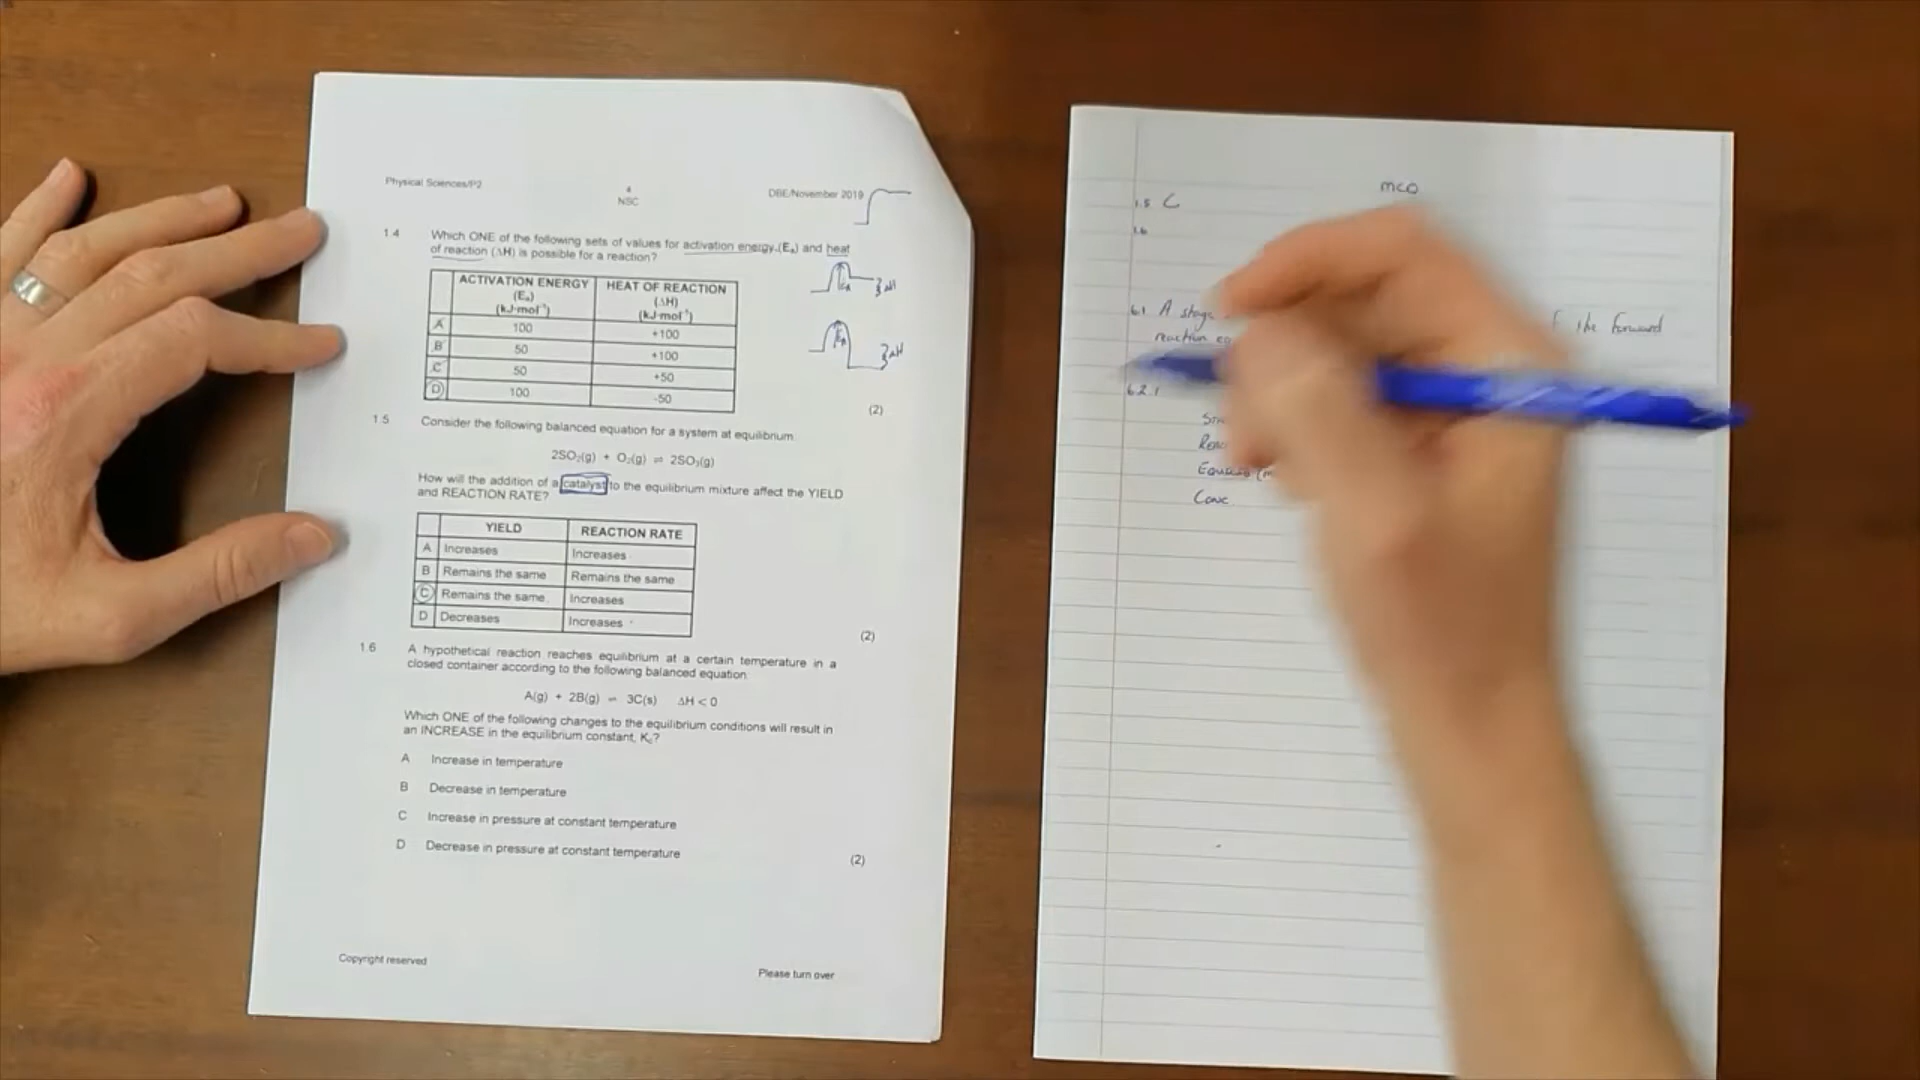 Physical Sciences/P2
4
NSC
DBE/November 2019
1.4 Which ONE of the following sets of values for activation energy (Eₐ) and heat
of reaction (ΔH) is possible for a reaction?
ACTIVATION ENERGY (Eₐ) (kJ·mol⁻¹) HEAT OF REACTION (ΔH) (kJ·mol⁻¹)
A 100 +100
B 50 +100
C 50 +50
D 100 -50
(2)
EA ΔH
EA ΔH
1.5 Consider the following balanced equation for a system at equilibrium.
2SO₂(g) + O₂(g) ⇌ 2SO₃(g)
How will the addition of a catalyst to the equilibrium mixture affect the YIELD
and REACTION RATE?
YIELD REACTION RATE
A Increases Increases
B Remains the same Remains the same
C Remains the same Increases
D Decreases Increases
(2)
1.6 A hypothetical reaction reaches equilibrium at a certain temperature in a
closed container according to the following balanced equation
A(g) + 2B(g) ⇌ 3C(s) ΔH < 0
Which ONE of the following changes to the equilibrium conditions will result in
an INCREASE in the equilibrium constant, Kc?
A Increase in temperature
B Decrease in temperature
C Increase in pressure at constant temperature
D Decrease in pressure at constant temperature
(2)
Copyright reserved
Please turn over
MCQ
1.5 C
1.6
6.1 A stage the forward
reaction
6.2.1
Conc